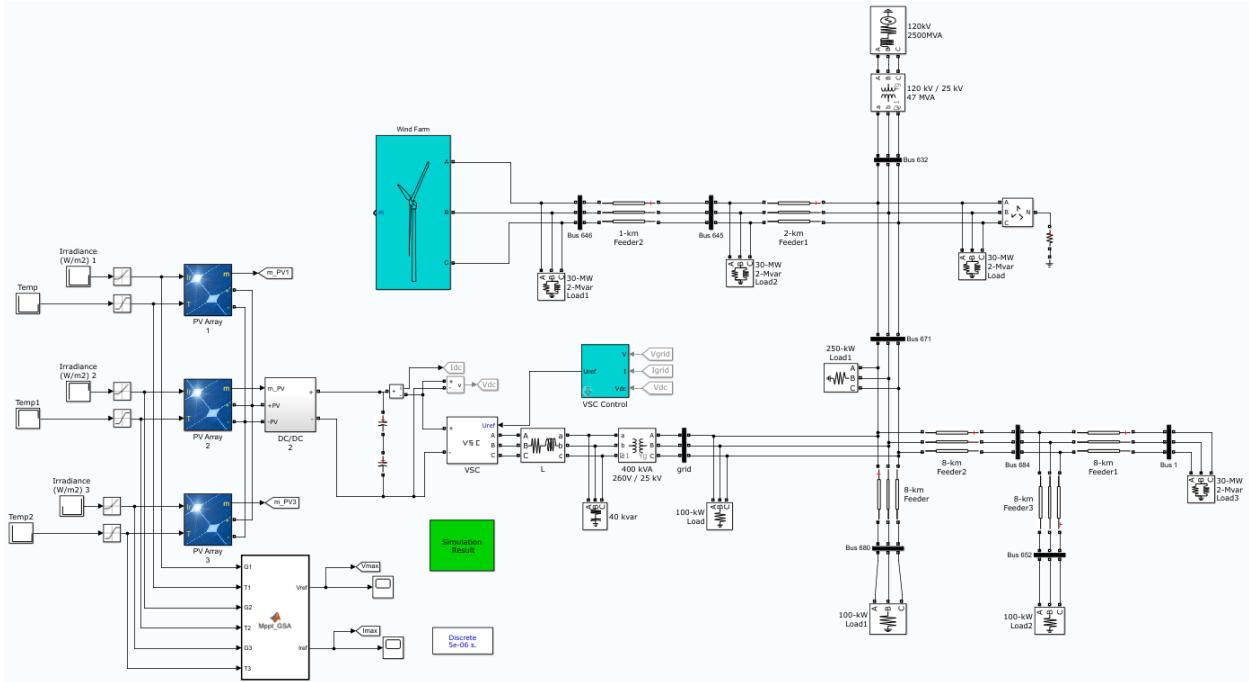 120kV
2500MVA
A B C
A B C
120 kV / 25 kV
47 MVA
a b c
Bus 632
Wind Farm
A
B
C
m
Bus 646
1-km
Feeder2
Bus 645
2-km
Feeder1
A
B
C
N
A B C
30-MW
2-Mvar
Load1
A B C
30-MW
2-Mvar
Load2
A B C
30-MW
2-Mvar
Load
Irradiance
(W/m2) 1
Temp
Ir
T
m
+
-
PV Array
1
m_PV1
Irradiance
(W/m2) 2
Temp1
Ir
T
m
+
-
PV Array
2
m_PV
+PV
-PV
+
-
DC/DC
2
Idc
+
-
v
Vdc
V
I
Vdc
Uref
VSC Control
Vgrid
Igrid
Vdc
Bus 671
250-kW
Load1
A
B
C
+
-
Uref
VSC
A
B
C
VSC
A
B
C
a
b
c
L
a
b
c
A
B
C
Yg
400 kVA
260V / 25 kV
grid
A B C
40 kvar
A B C
100-kW
Load
8-km
Feeder2
Bus 684
8-km
Feeder1
Bus 1
A B C
30-MW
2-Mvar
Load3
8-km
Feeder
8-km
Feeder3
Bus 680
Bus 652
A B C
100-kW
Load1
A B C
100-kW
Load2
Irradiance
(W/m2) 3
Temp2
Ir
T
m
+
-
PV Array
3
m_PV3
G1
T1
G2
T2
G3
T3
Mppt_GSA
Vref
Iref
Vmax
Imax
Simulation
Result
Discrete
5e-06 s.